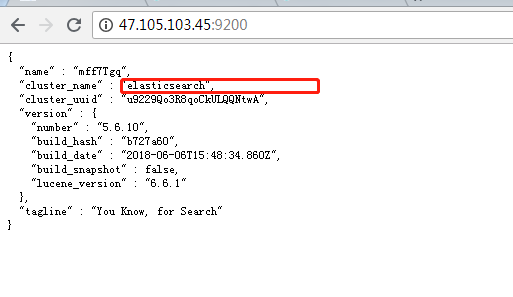 47.105.103.45:9200
{
  "name" : "mff7Tgq",
  "cluster_name" : "elasticsearch",
  "cluster_uuid" : "u9229Qo3R8qoCkULQQNtwA",
  "version" : {
    "number" : "5.6.10",
    "build_hash" : "b727a60",
    "build_date" : "2018-06-06T15:48:34.860Z",
    "build_snapshot" : false,
    "lucene_version" : "6.6.1"
  },
  "tagline" : "You Know, for Search"
}